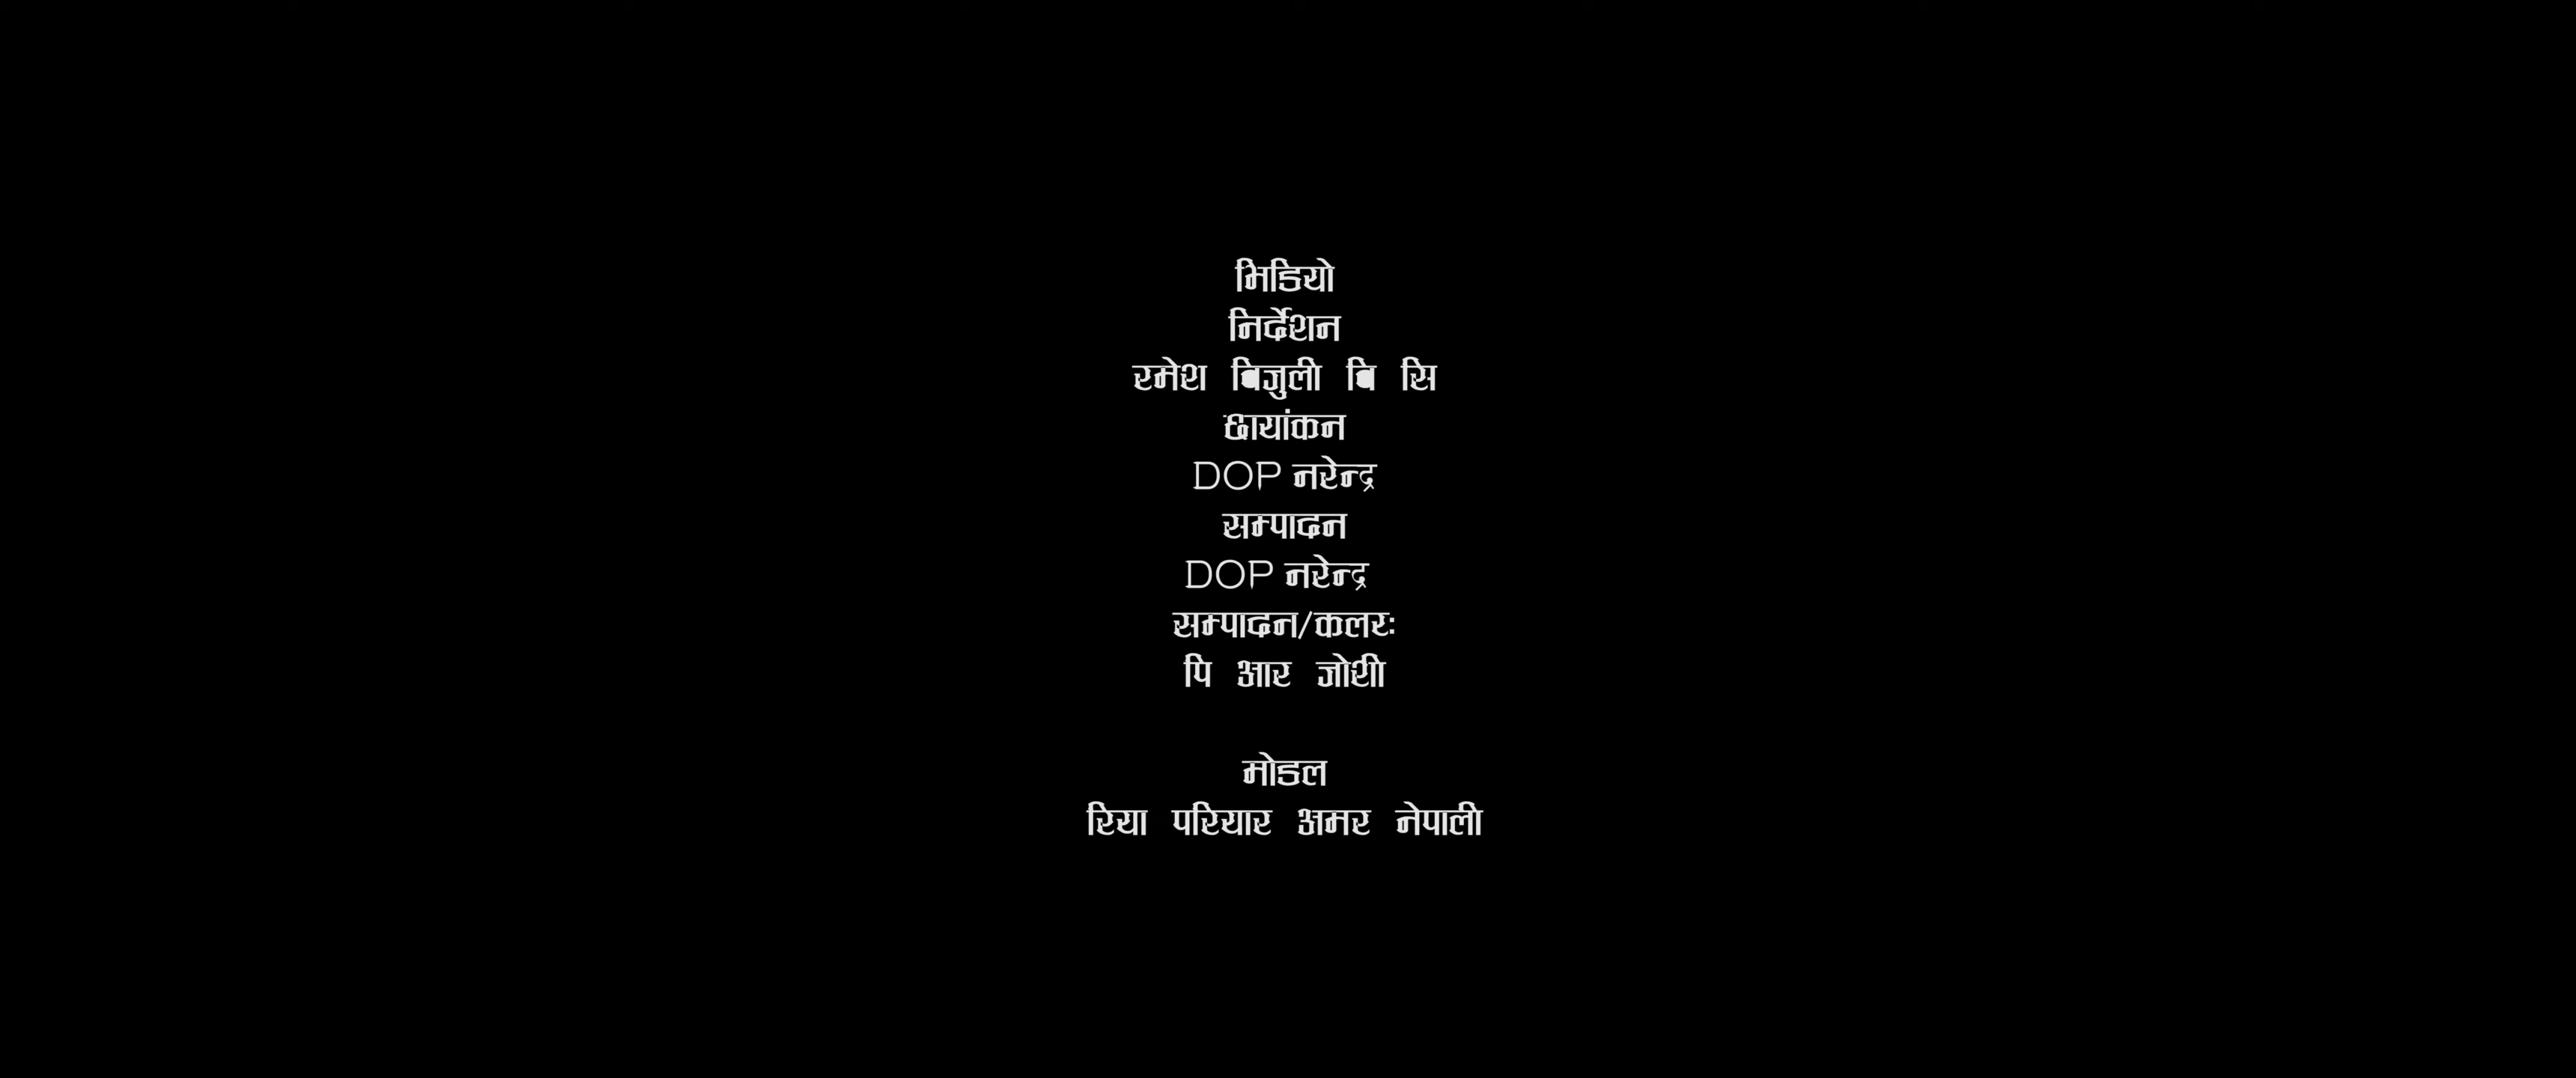 भिडियो
निर्देशन
रमेश बिजुली बि सि
छायांकन
DOP नरेन्द्र
सम्पादन
DOP नरेन्द्र
सम्पादन/कलरः
पि आर जोशी
मोडल
रिया परियार अमर नेपाली